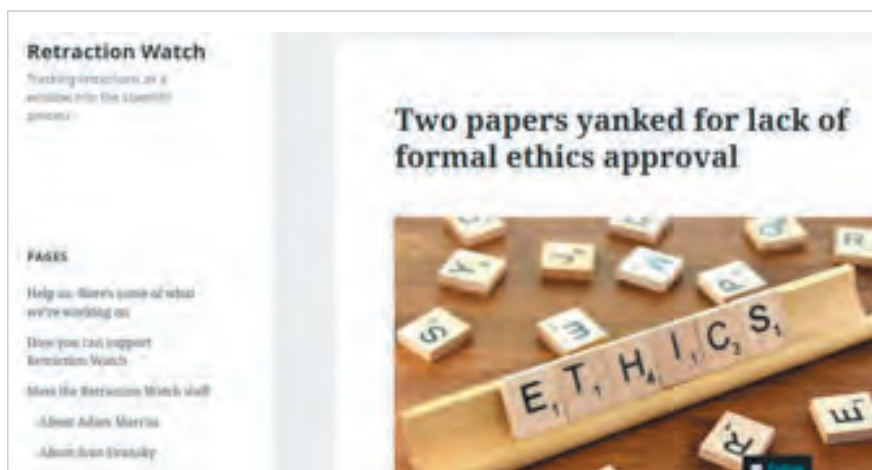 Retraction Watch
Tracking retractions as a
window into the scientific
process
PAGES
Help us: Here's some of what
we're working on
How you can support
Retraction Watch
Meet the Retraction Watch staff
-About Adam Marcus
-About Ivan Oransky
Two papers yanked for lack of
formal ethics approval
ETHICS